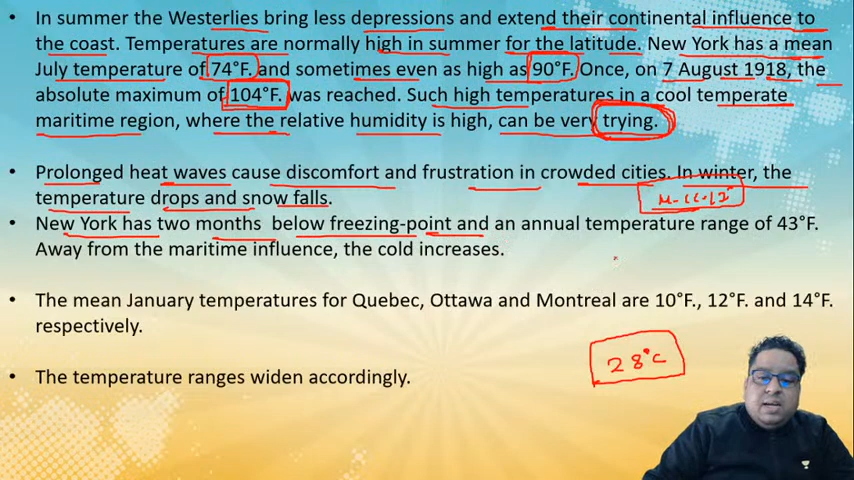 • In summer the Westerlies bring less depressions and extend their continental influence to
the coast. Temperatures are normally high in summer for the latitude. New York has a mean
July temperature of 74°F. and sometimes even as high as 90°F. Once, on 7 August 1918, the
absolute maximum of 104°F. was reached. Such high temperatures in a cool temperate
maritime region, where the relative humidity is high, can be very trying.
• Prolonged heat waves cause discomfort and frustration in crowded cities. In winter, the
temperature drops and snow falls.
• New York has two months below freezing-point and an annual temperature range of 43°F.
Away from the maritime influence, the cold increases.
• The mean January temperatures for Quebec, Ottawa and Montreal are 10°F., 12°F. and 14°F.
respectively.
28°C
• The temperature ranges widen accordingly.